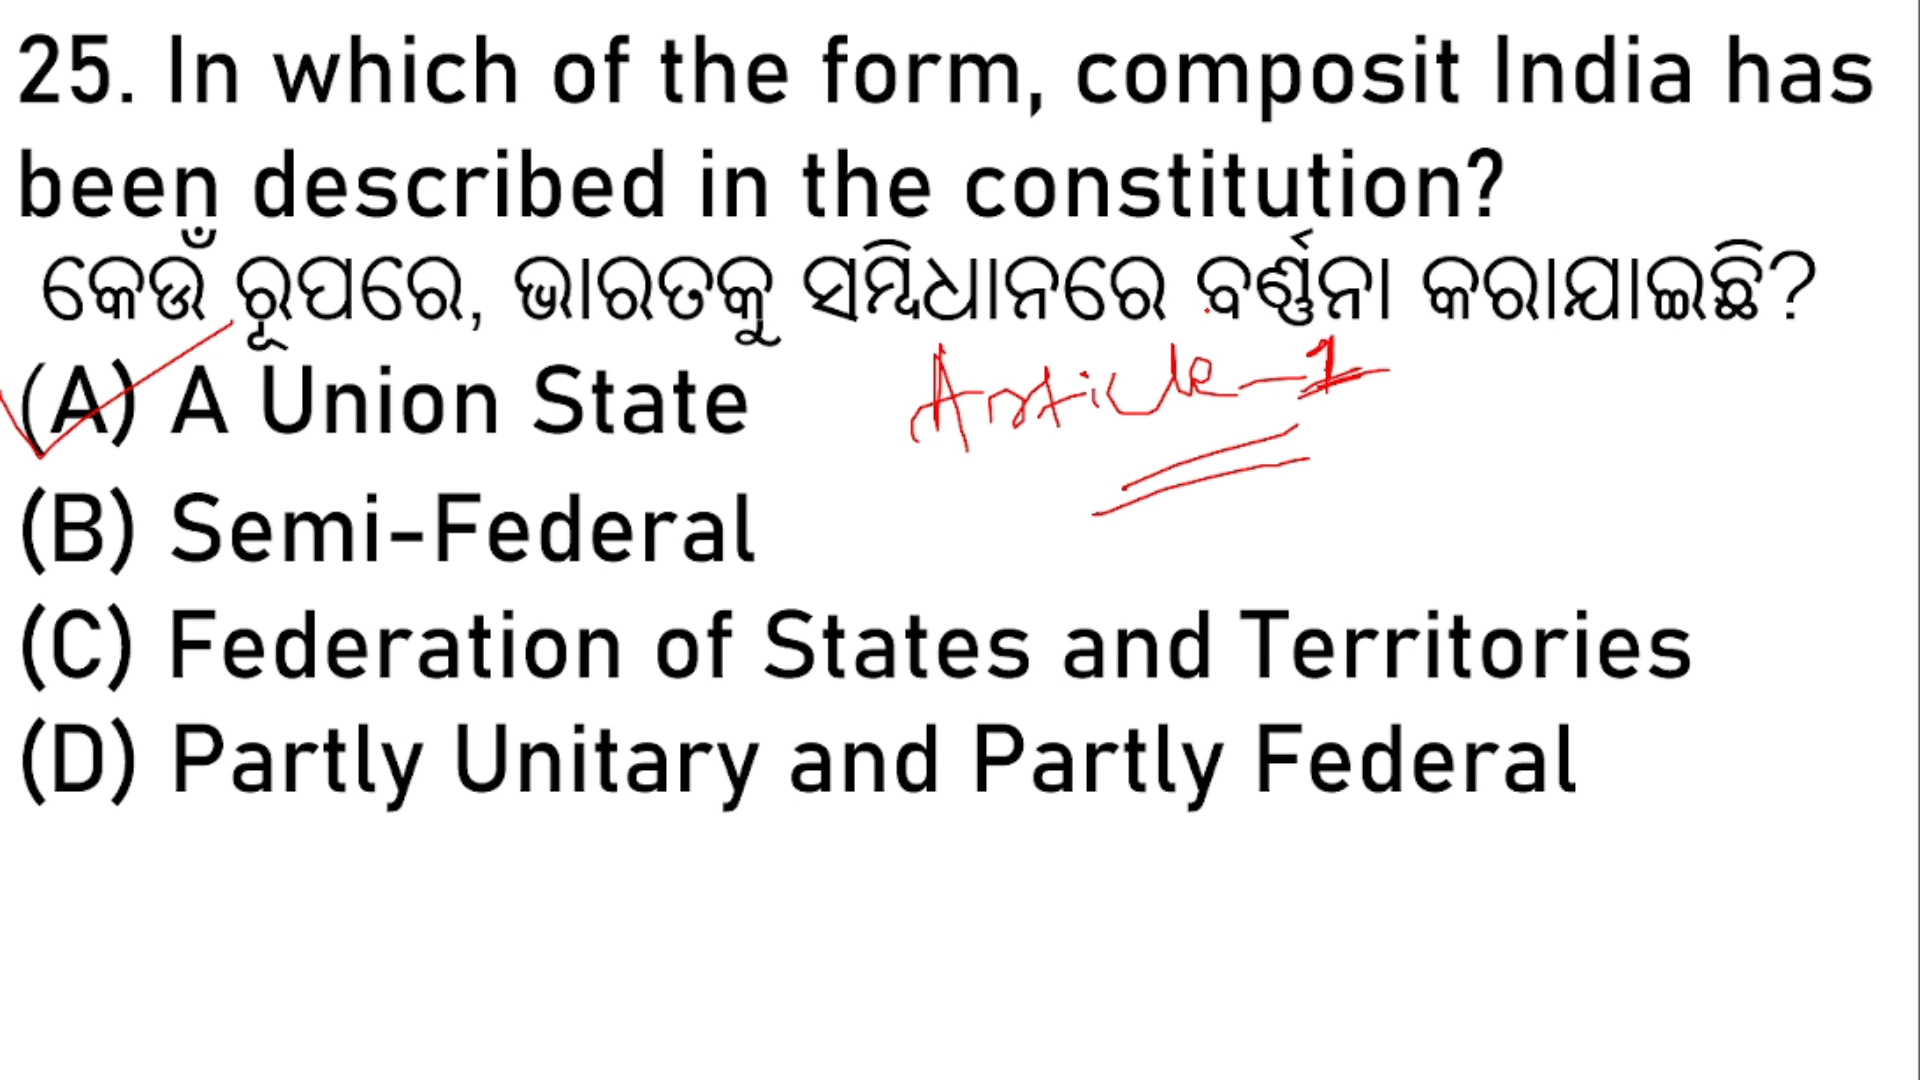 25. In which of the form, composit India has
been described in the constitution?
କେଉଁ ରୂପରେ, ଭାରତକୁ ସମ୍ବିଧାନରେ ବର୍ଣ୍ଣନା କରାଯାଇଛି?
(A) A Union State
Article-1
(B) Semi-Federal
(C) Federation of States and Territories
(D) Partly Unitary and Partly Federal